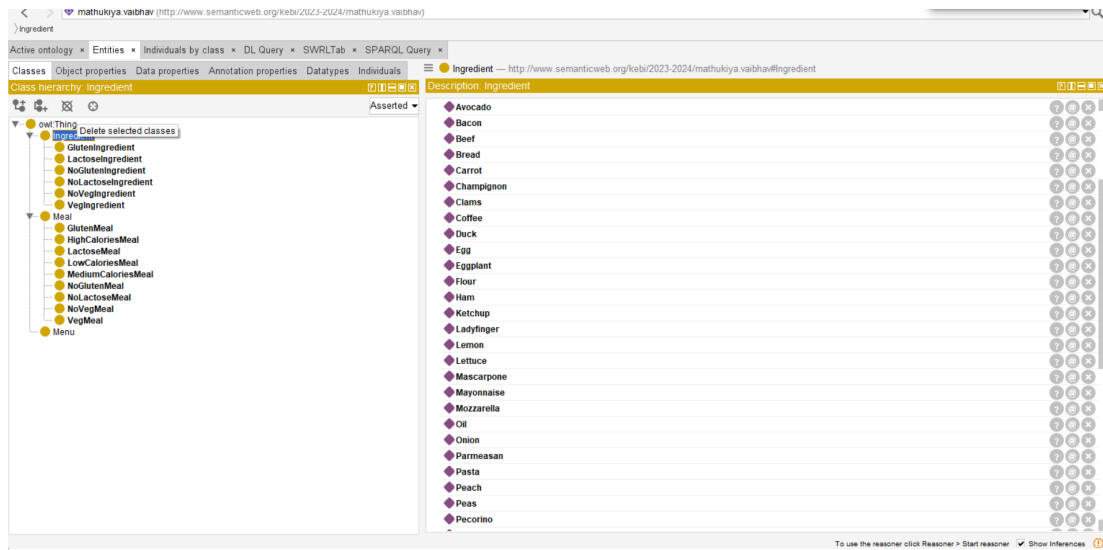 mathukiya.vaibhav (http://www.semanticweb.org/kebi/2023-2024/mathukiya.vaibhav)
Ingredient
Active ontology × Entities × Individuals by class × DL Query × SWRLTab × SPARQL Query ×
Classes Object properties Data properties Annotation properties Datatypes Individuals
Class hierarchy: Ingredient
Asserted
owl:Thing
Delete selected classes
GlutenIngredient
LactoseIngredient
NoGlutenIngredient
NoLactoseIngredient
NoVegIngredient
VegIngredient
Meal
GlutenMeal
HighCaloriesMeal
LactoseMeal
LowCaloriesMeal
MediumCaloriesMeal
NoGlutenMeal
NoLactoseMeal
NoVegMeal
VegMeal
Menu
Ingredient — http://www.semanticweb.org/kebi/2023-2024/mathukiya.vaibhav#Ingredient
Description: Ingredient
Avocado
Bacon
Beef
Bread
Carrot
Champignon
Clams
Coffee
Duck
Egg
Eggplant
Flour
Ham
Ketchup
Ladyfinger
Lemon
Lettuce
Mascarpone
Mayonnaise
Mozzarella
Oil
Onion
Parmeasan
Pasta
Peach
Peas
Pecorino
To use the reasoner click Reasoner > Start reasoner Show Inferences